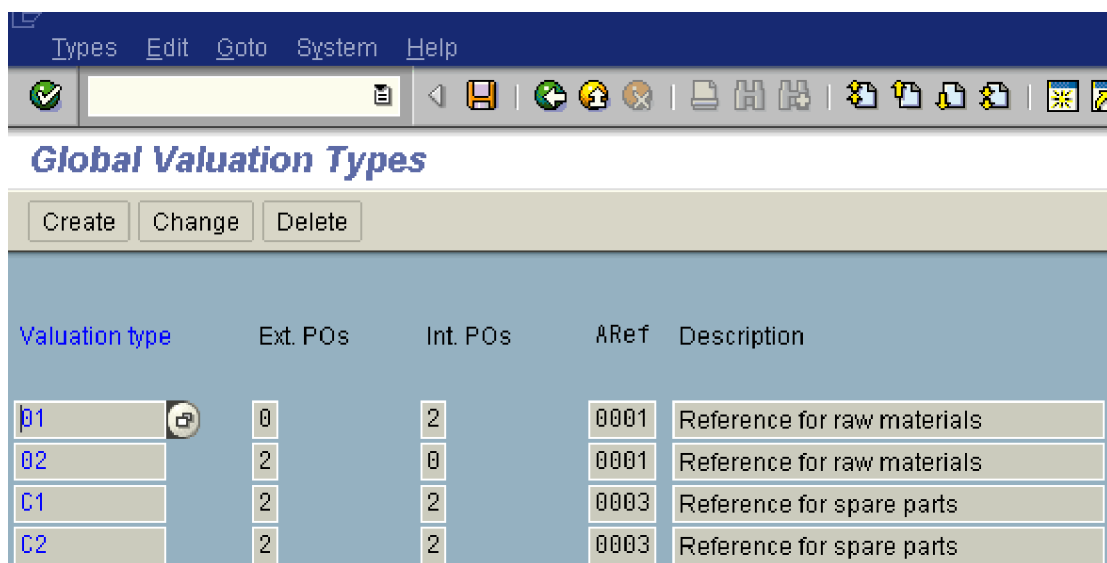 Types Edit Goto System Help
Global Valuation Types
Create Change Delete
Valuation type Ext. POs Int. POs ARef Description
01 0 2 0001 Reference for raw materials
02 2 0 0001 Reference for raw materials
C1 2 2 0003 Reference for spare parts
C2 2 2 0003 Reference for spare parts